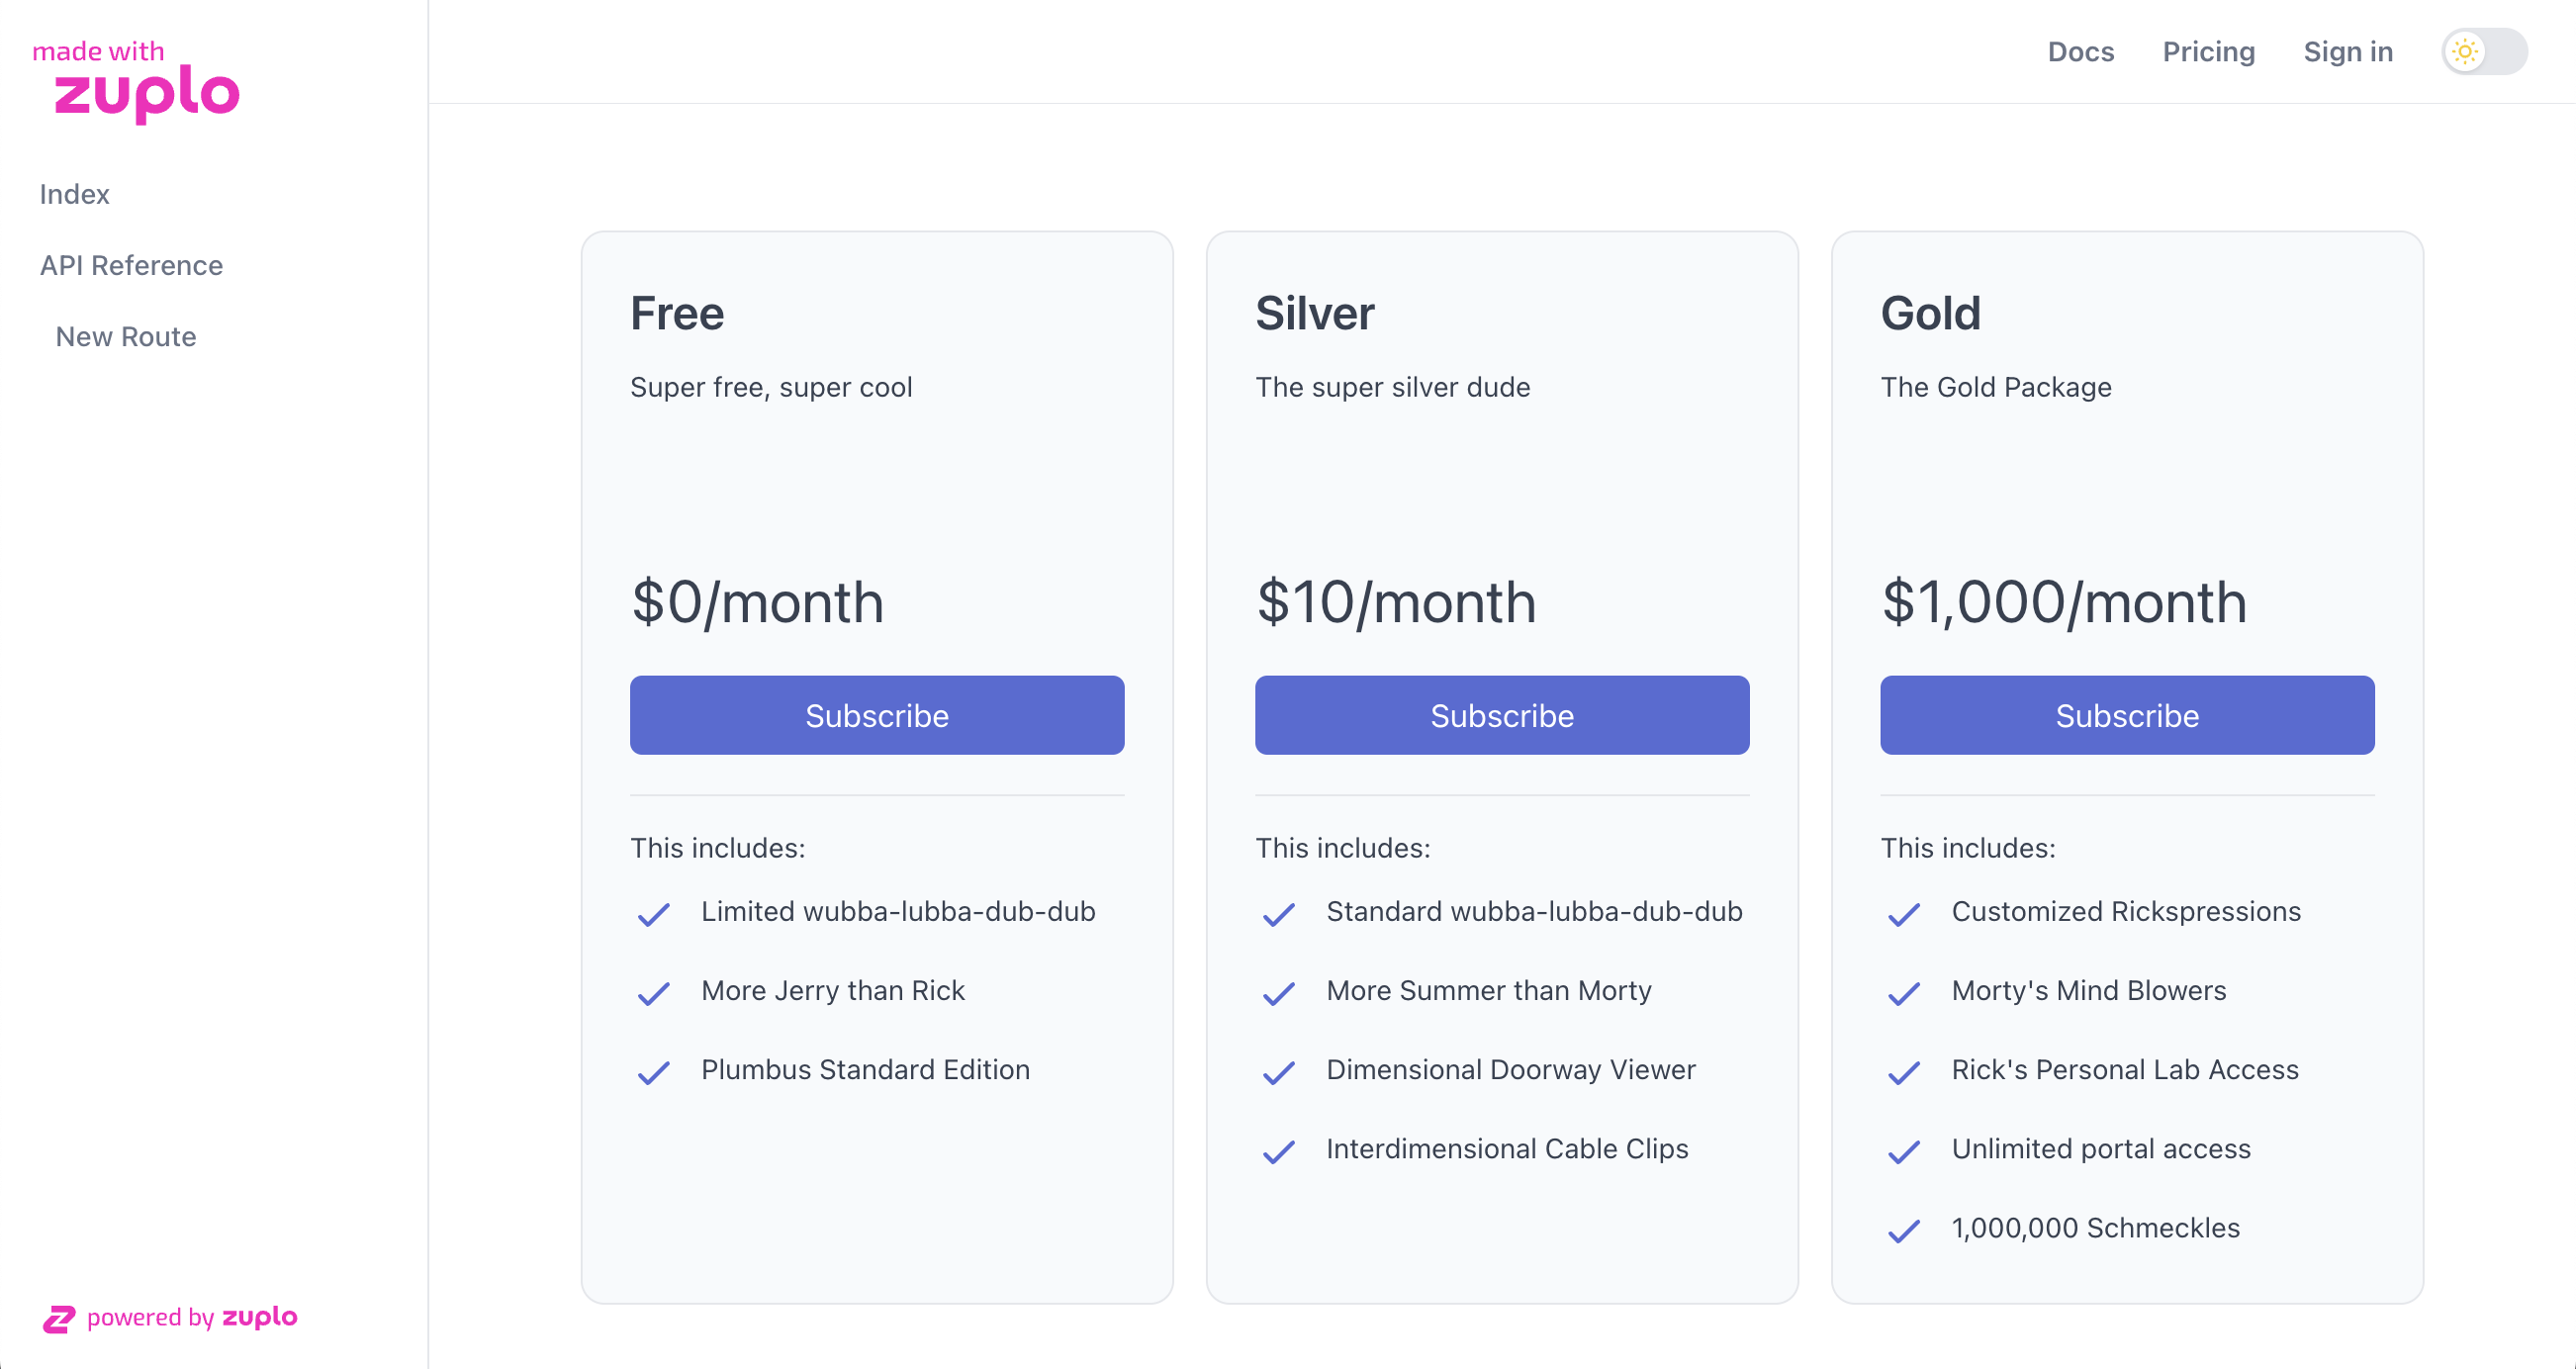 made with
zuplo
Index
API Reference
New Route
powered by zuplo
Docs Pricing Sign in
Free
Super free, super cool
$0/month
Subscribe
This includes:
Limited wubba-lubba-dub-dub
More Jerry than Rick
Plumbus Standard Edition
Silver
The super silver dude
$10/month
Subscribe
This includes:
Standard wubba-lubba-dub-dub
More Summer than Morty
Dimensional Doorway Viewer
Interdimensional Cable Clips
Gold
The Gold Package
$1,000/month
Subscribe
This includes:
Customized Rickspressions
Morty's Mind Blowers
Rick's Personal Lab Access
Unlimited portal access
1,000,000 Schmeckles